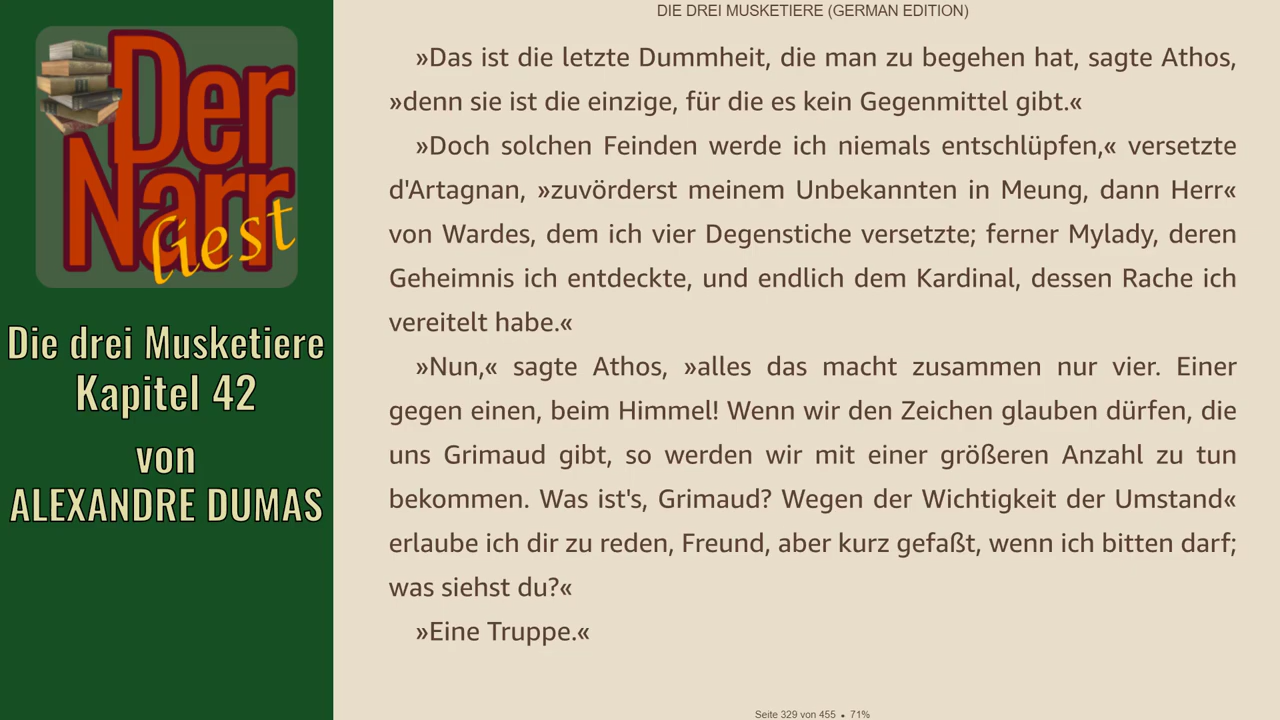 Der
Narr
liest
Die drei Musketiere
Kapitel 42
von
ALEXANDRE DUMAS
DIE DREI MUSKETIERE (GERMAN EDITION)
»Das ist die letzte Dummheit, die man zu begehen hat, sagte Athos,
»denn sie ist die einzige, für die es kein Gegenmittel gibt.«
»Doch solchen Feinden werde ich niemals entschlüpfen,« versetzte
d'Artagnan, »zuvörderst meinem Unbekannten in Meung, dann Herr«
von Wardes, dem ich vier Degenstiche versetzte; ferner Mylady, deren
Geheimnis ich entdeckte, und endlich dem Kardinal, dessen Rache ich
vereitelt habe.«
»Nun,« sagte Athos, »alles das macht zusammen nur vier. Einer
gegen einen, beim Himmel! Wenn wir den Zeichen glauben dürfen, die
uns Grimaud gibt, so werden wir mit einer größeren Anzahl zu tun
bekommen. Was ist's, Grimaud? Wegen der Wichtigkeit der Umstand«
erlaube ich dir zu reden, Freund, aber kurz gefaßt, wenn ich bitten darf;
was siehst du?«
»Eine Truppe.«
Seite 329 von 455 • 71%